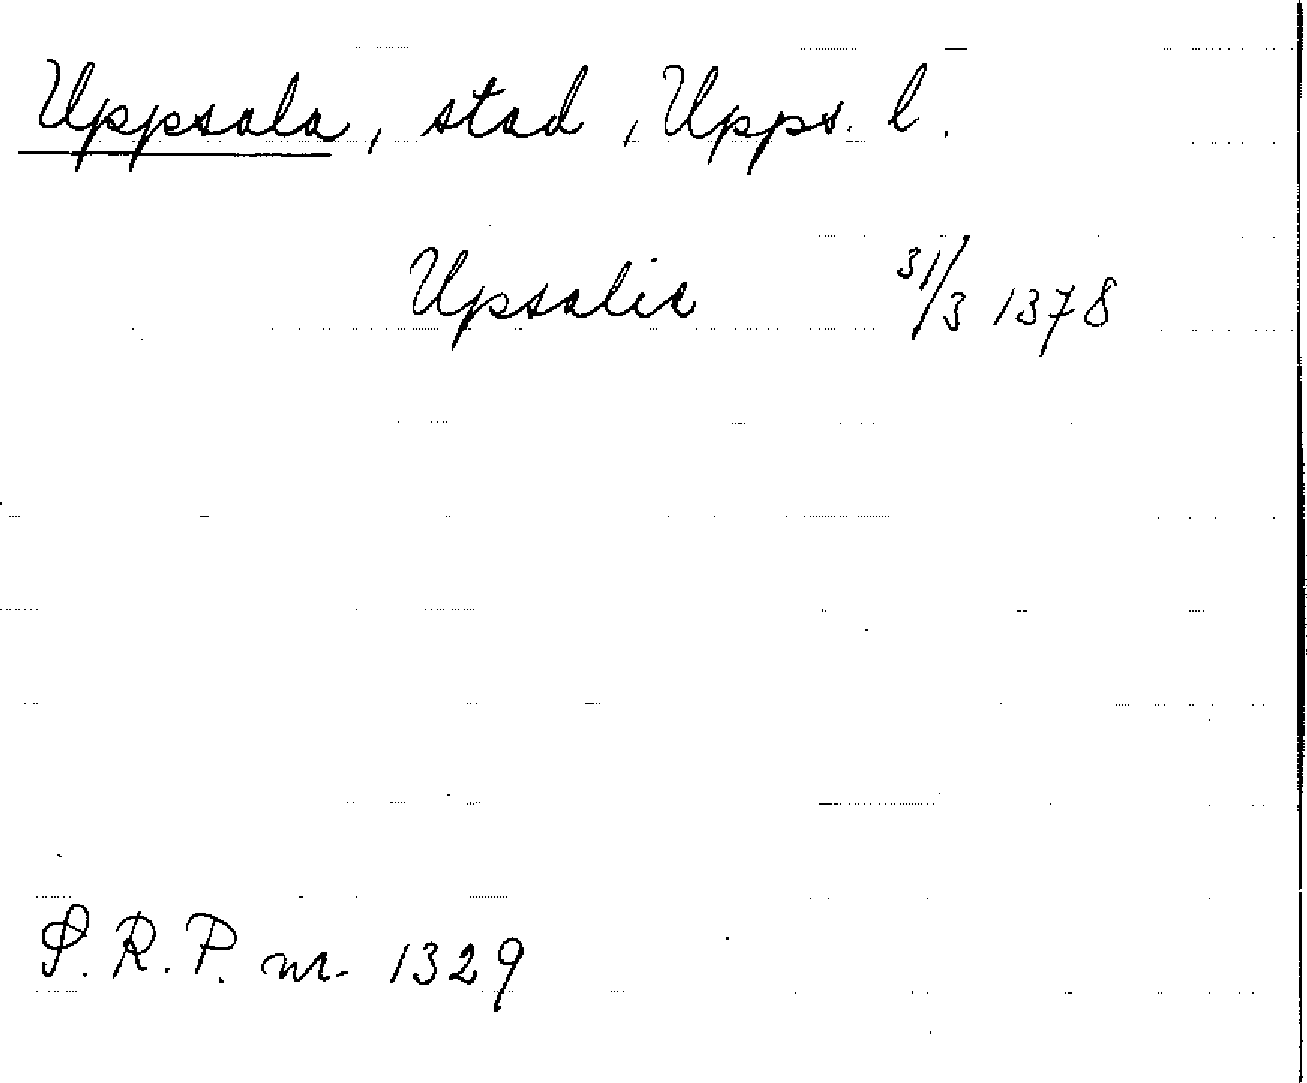 Uppsala, stad, Upps. l.
Upsalie 31/3 1378
S.R.P. nr. 1329